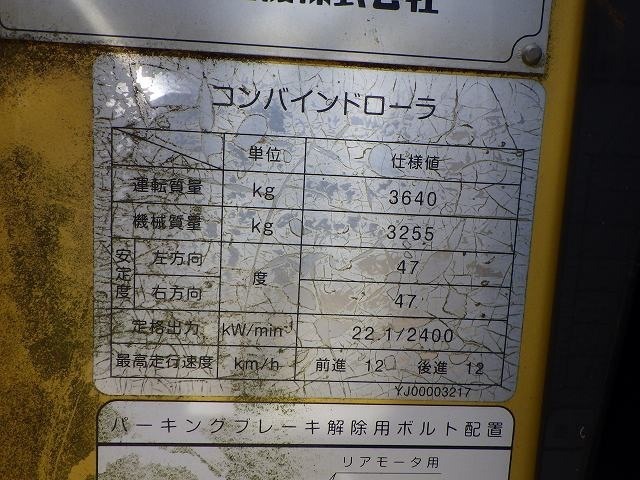 株式会社
コンバインドローラ
単位 仕様値
運転質量 kg 3640
機械質量 kg 3255
安定度 左方向 度 47
右方向 47
定格出力 kW/min⁻¹ 22.1/2400
最高走行速度 km/h 前進 12 後進 12
YJ00003217
パーキングブレーキ解除用ボルト配置
リアモータ用